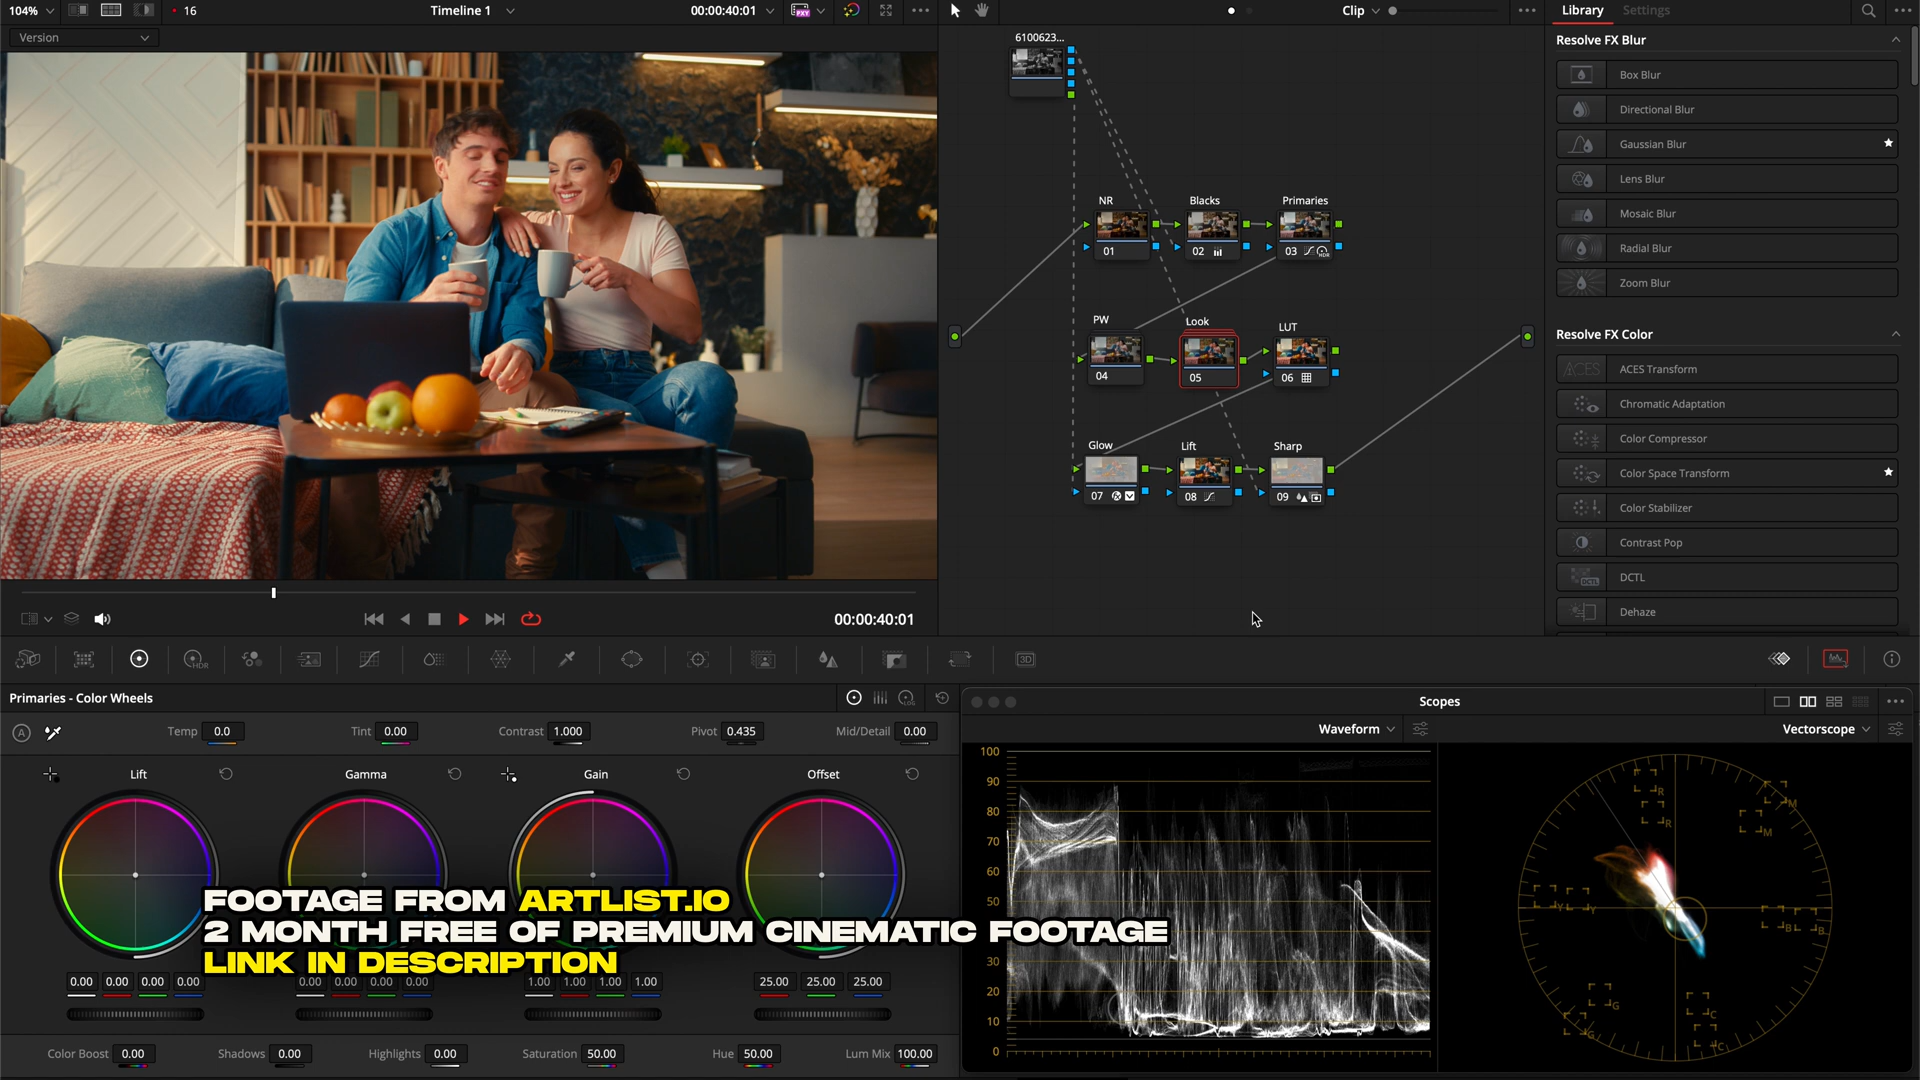 104%
16
Timeline 1
00:00:40:01
PXY
Clip
Library
Settings
Version
6100623...
Resolve FX Blur
Box Blur
Directional Blur
Gaussian Blur
Lens Blur
Mosaic Blur
Radial Blur
Zoom Blur
NR
Blacks
Primaries
01
02
03
HDR
PW
Look
LUT
04
05
06
Glow
Lift
Sharp
07
08
09
Resolve FX Color
ACES
ACES Transform
Chromatic Adaptation
Color Compressor
Color Space Transform
Color Stabilizer
Contrast Pop
DCTL
DCTL
Dehaze
00:00:40:01
HDR
3D
Primaries - Color Wheels
LOG
A
Temp 0.0
Tint 0.00
Contrast 1.000
Pivot 0.435
Mid/Detail 0.00
Lift
Gamma
Gain
Offset
FOOTAGE FROM ARTLIST.IO
2 MONTH FREE OF PREMIUM CINEMATIC FOOTAGE
LINK IN DESCRIPTION
0.00 0.00 0.00 0.00
0.00 0.00 0.00 0.00
1.00 1.00 1.00 1.00
25.00 25.00 25.00
Color Boost 0.00
Shadows 0.00
Highlights 0.00
Saturation 50.00
Hue 50.00
Lum Mix 100.00
Scopes
Waveform
Vectorscope
100
90
80
70
60
50
30
20
10
0
R
R
M
M
Y
Y
B
B
G
G
C
C